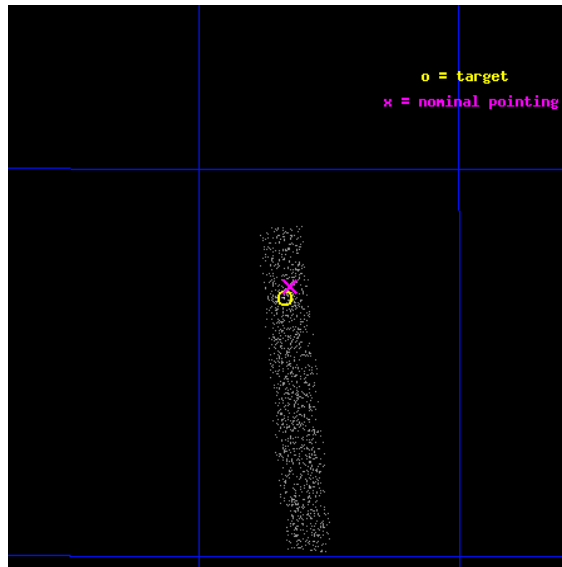 o = target
x = nominal pointing